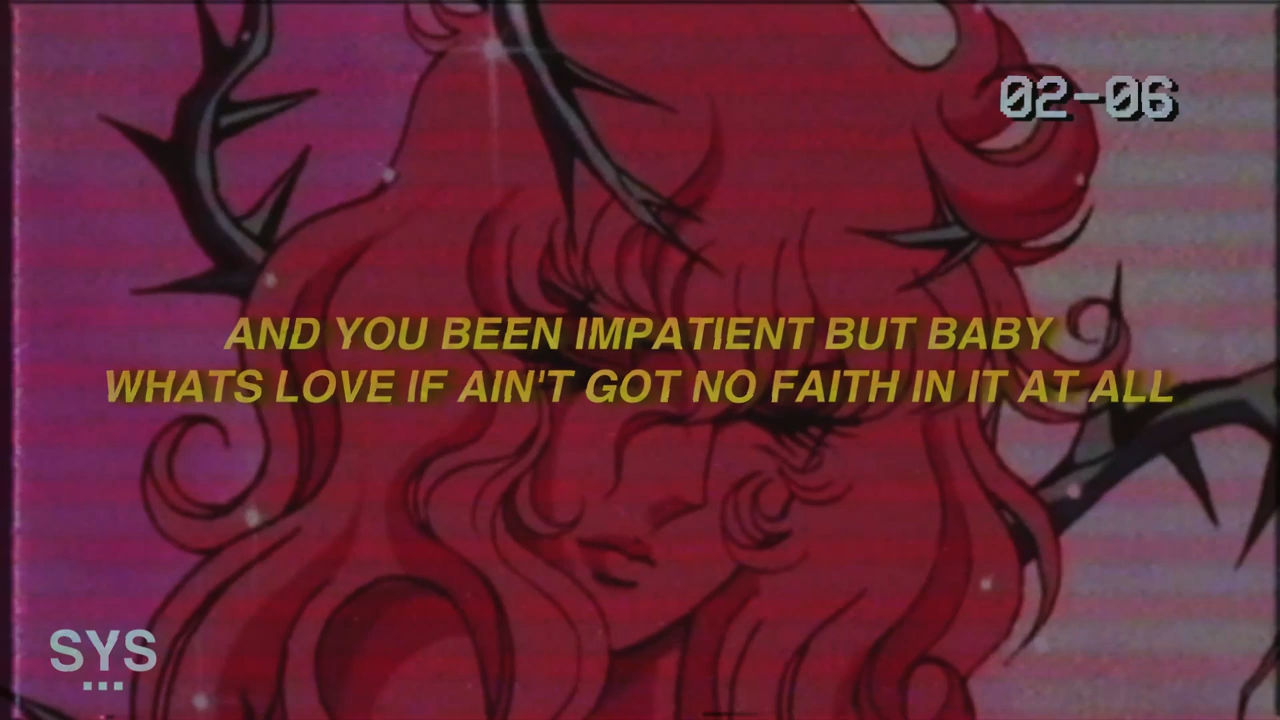 02-06
AND YOU BEEN IMPATIENT BUT BABY
WHATS LOVE IF AIN'T GOT NO FAITH IN IT AT ALL
SYS
...